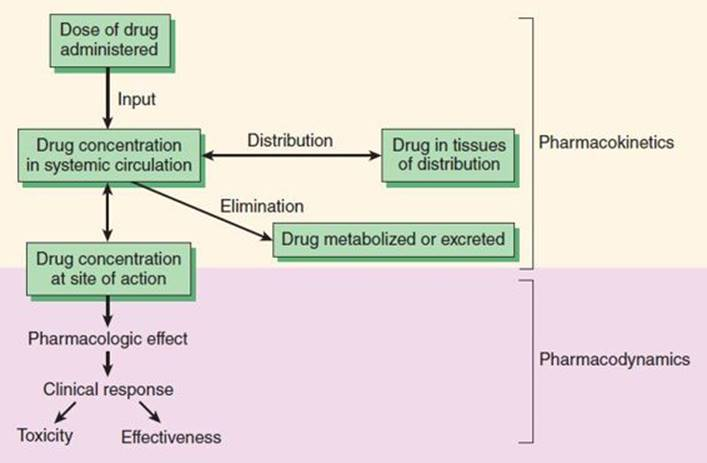 Dose of drug
administered
Input
Drug concentration
in systemic circulation
Distribution
Drug in tissues
of distribution
Pharmacokinetics
Elimination
Drug metabolized or excreted
Drug concentration
at site of action
Pharmacologic effect
Pharmacodynamics
Clinical response
Toxicity
Effectiveness